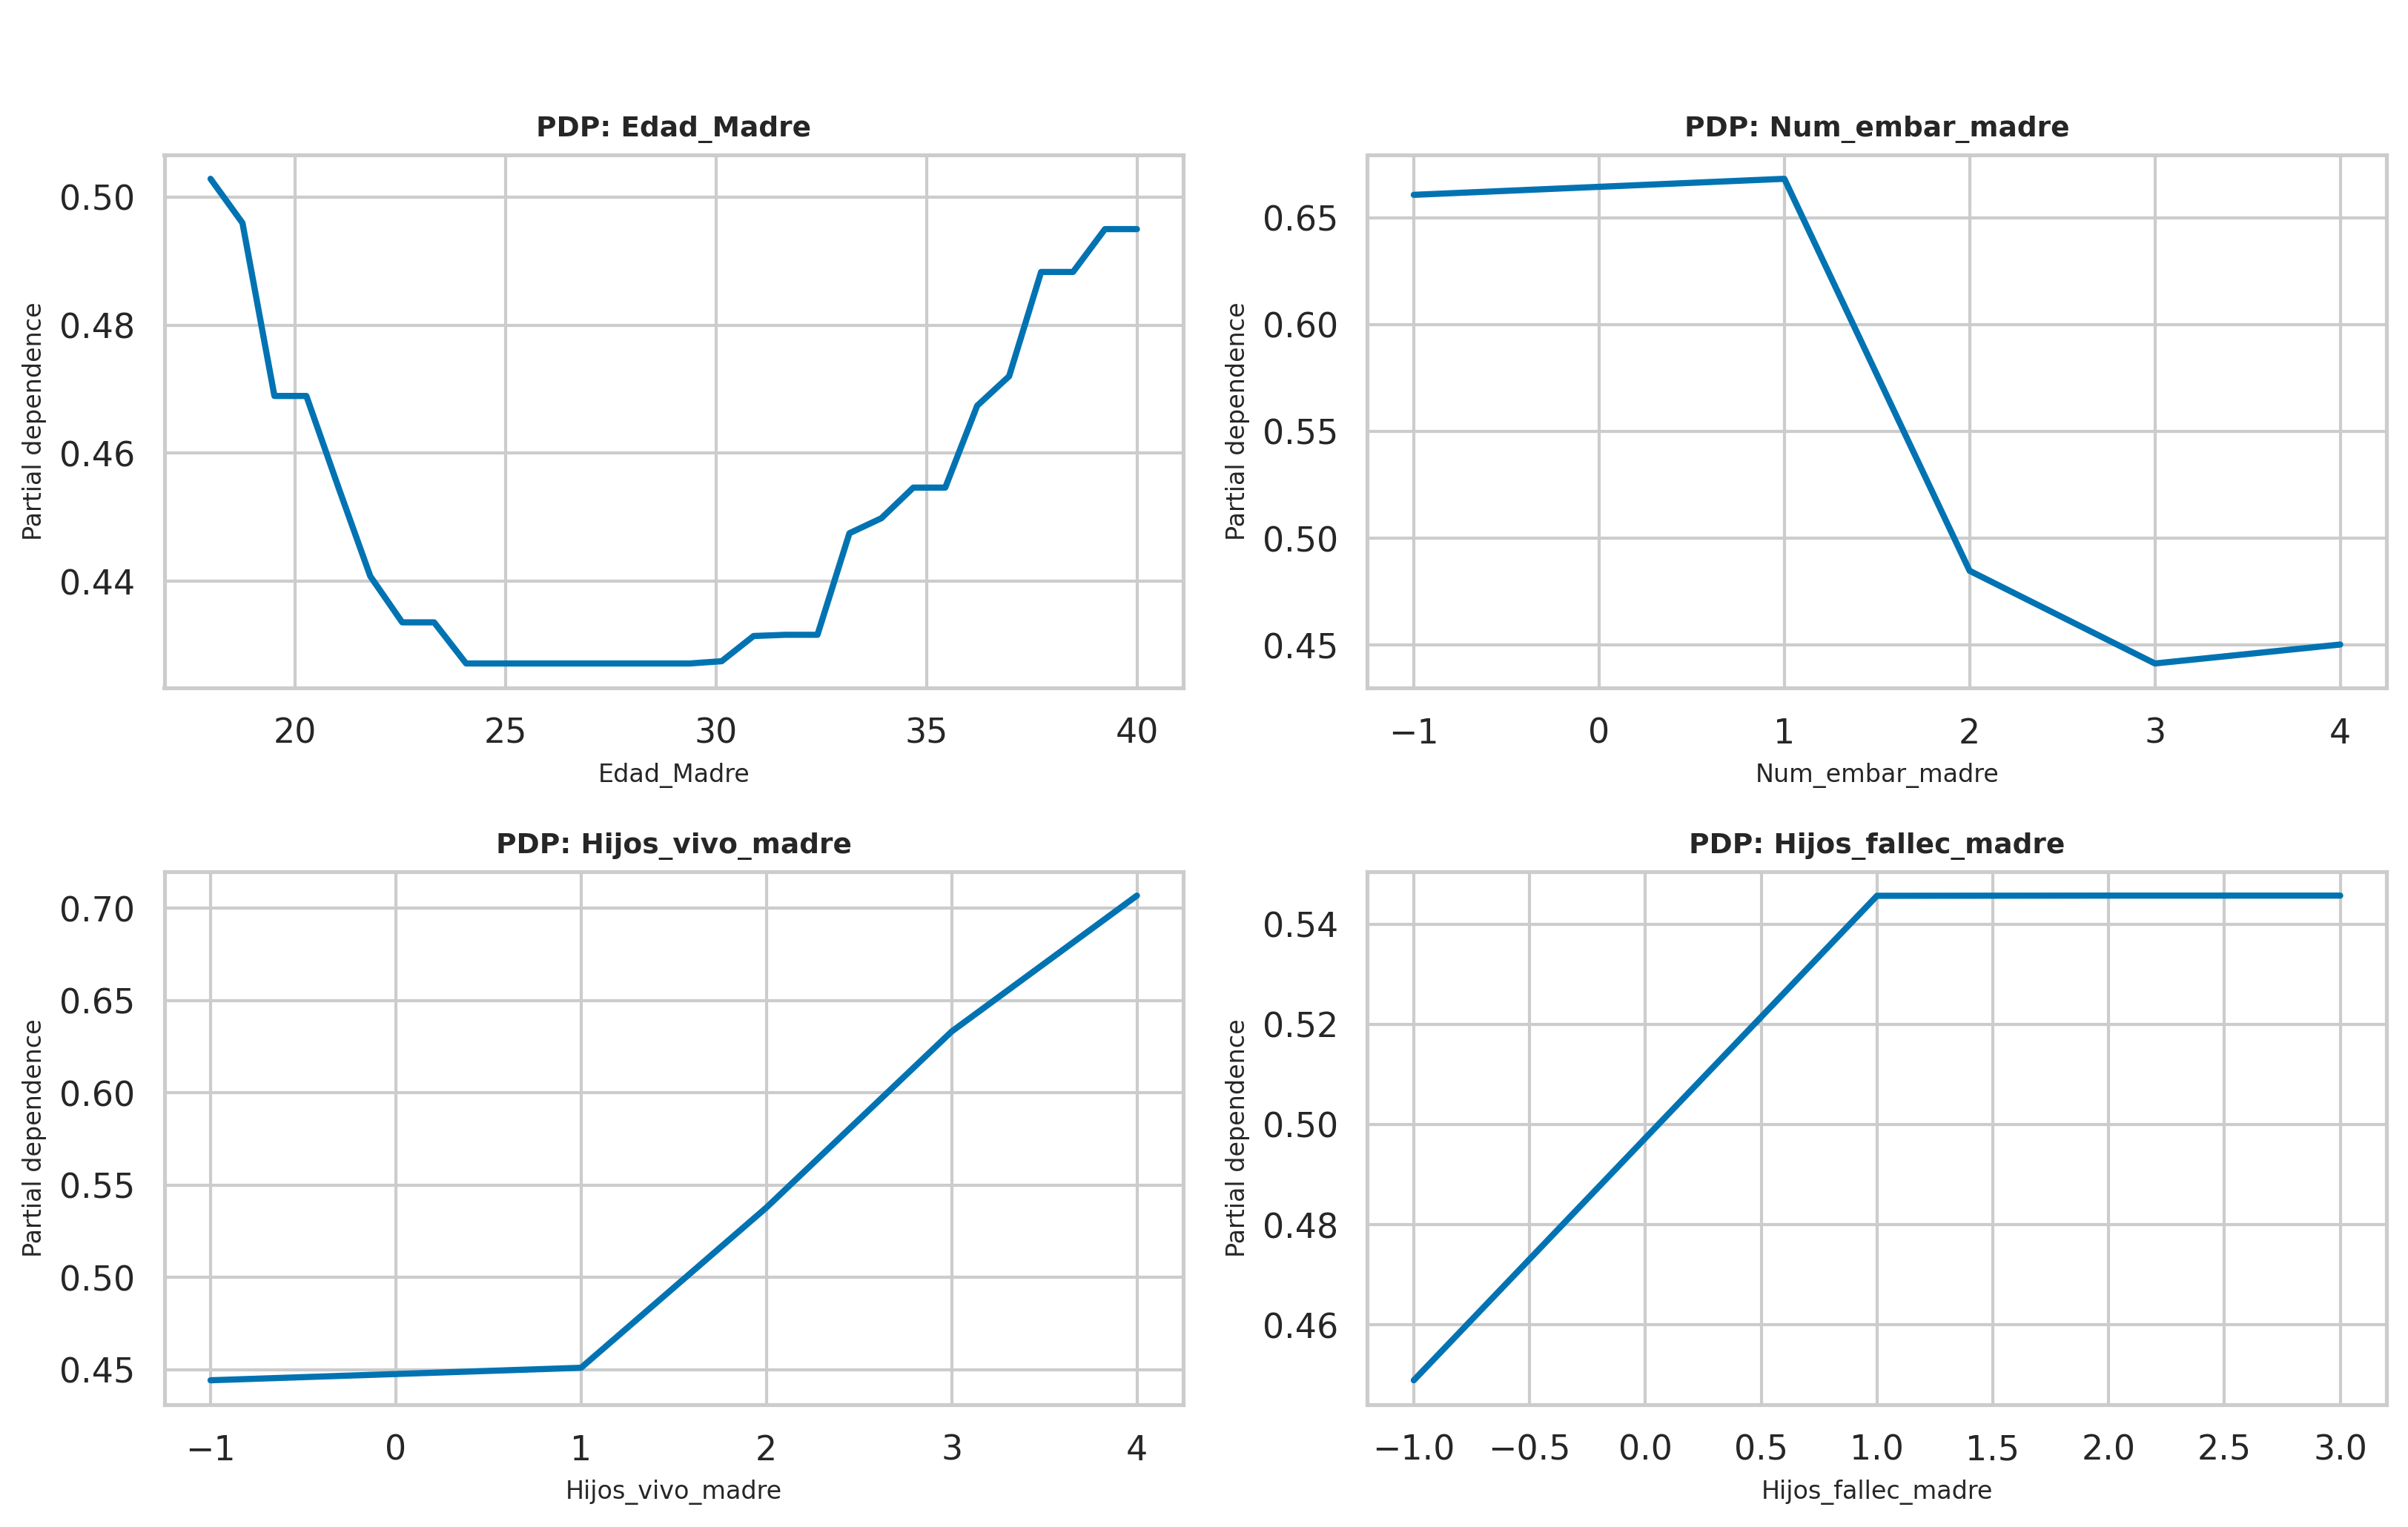 PDP: Edad_Madre
Partial dependence
0.50
0.48
0.46
0.44
20 25 30 35 40
Edad_Madre
PDP: Num_embar_madre
Partial dependence
0.65
0.60
0.55
0.50
0.45
−1 0 1 2 3 4
Num_embar_madre
PDP: Hijos_vivo_madre
Partial dependence
0.70
0.65
0.60
0.55
0.50
0.45
−1 0 1 2 3 4
Hijos_vivo_madre
PDP: Hijos_fallec_madre
Partial dependence
0.54
0.52
0.50
0.48
0.46
−1.0 −0.5 0.0 0.5 1.0 1.5 2.0 2.5 3.0
Hijos_fallec_madre